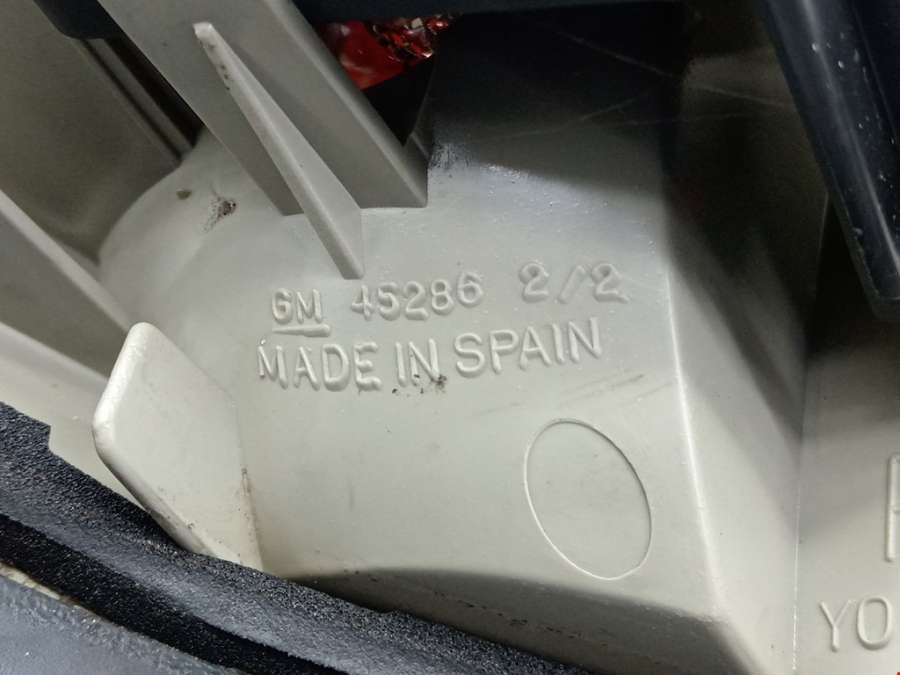 GM 45286 2/2
MADE IN SPAIN